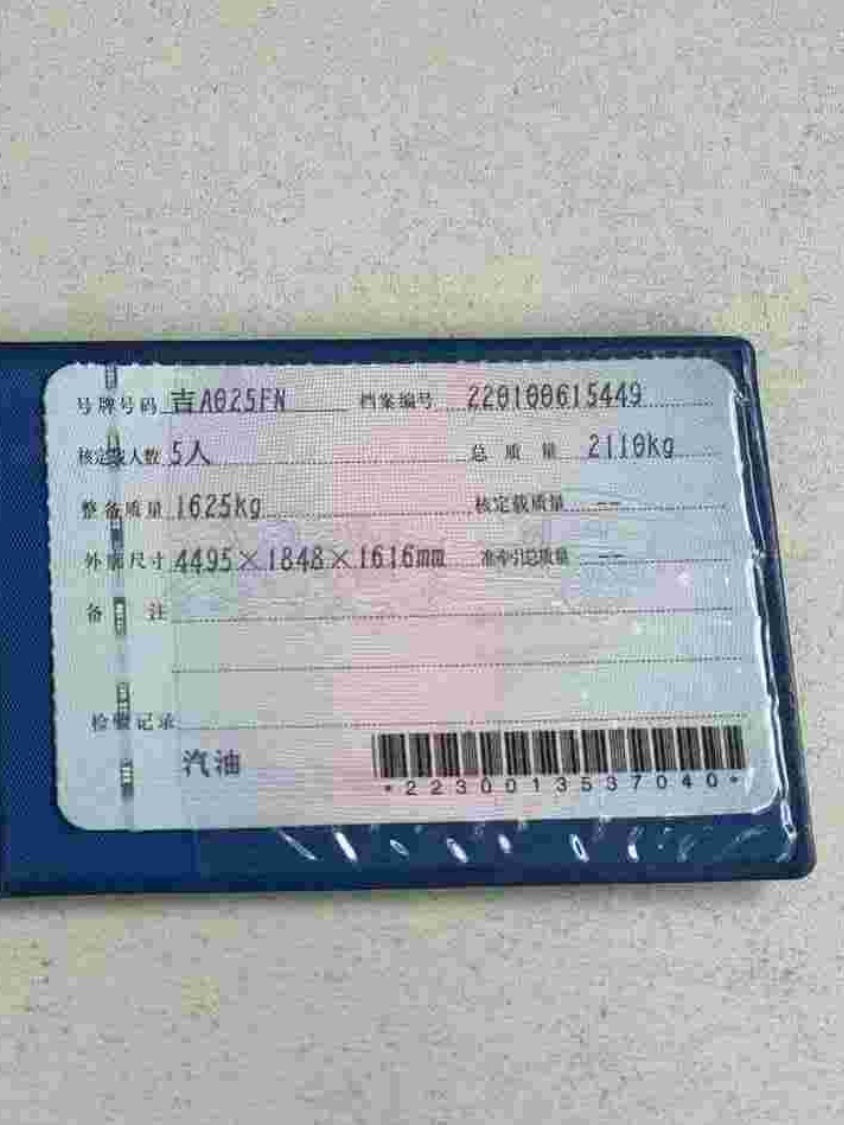 号牌号码 吉A025FN 档案编号 220100615449
核定载人数 5人 总质量 2110kg
整备质量 1625kg 核定载质量 --
外廓尺寸 4495×1848×1616mm 准牵引总质量 --
备注
检验记录
汽油
*2230013537040*